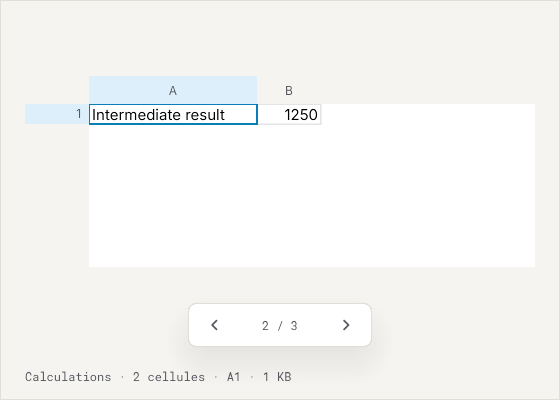 A B
1 Intermediate result 1250
2 / 3
Calculations · 2 cellules · A1 · 1 KB